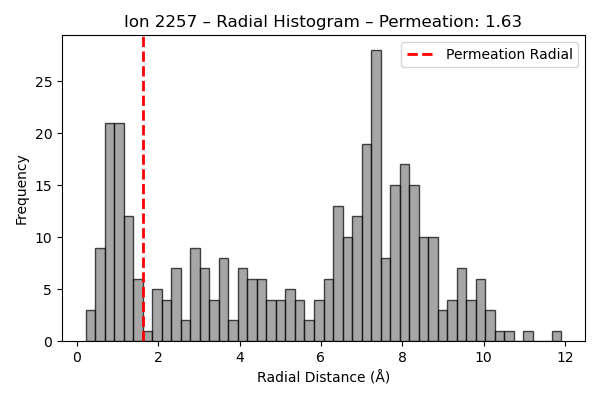 Ion 2257 – Radial Histogram – Permeation: 1.63
Permeation Radial
Frequency
25
20
15
10
5
0
0 2 4 6 8 10 12
Radial Distance (Å)